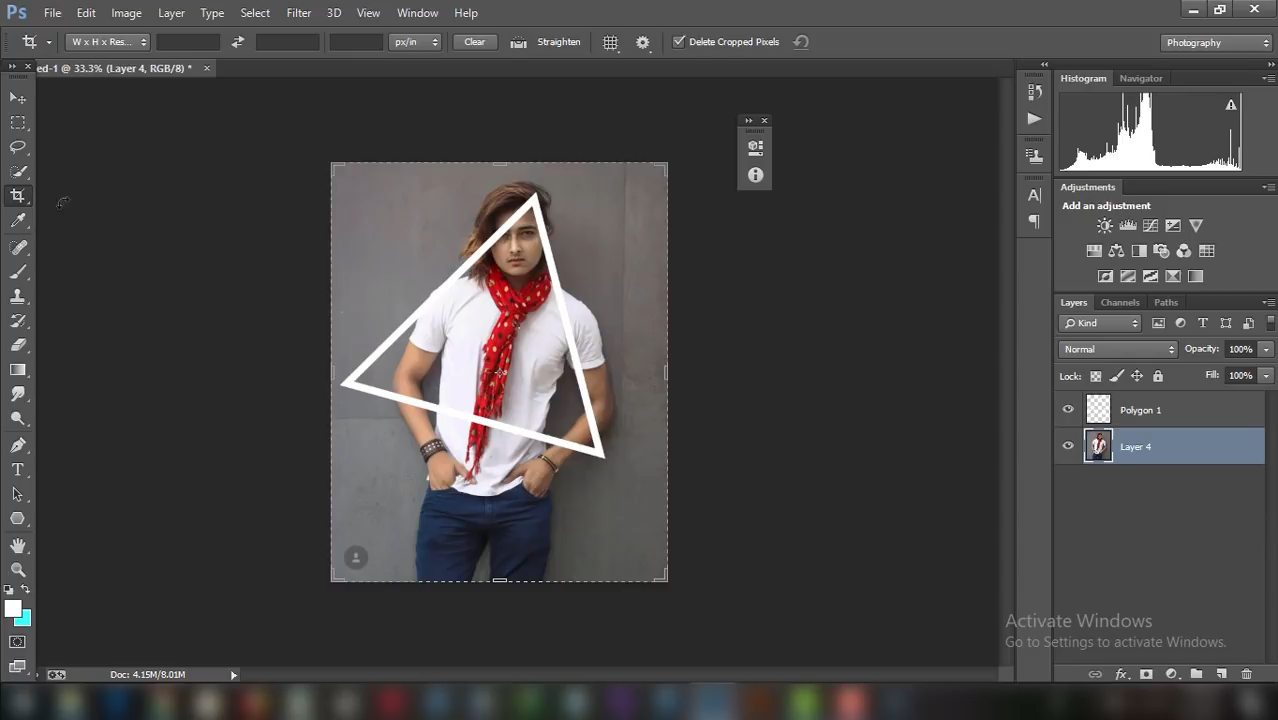 Ps File Edit Image Layer Type Select Filter 3D View Window Help
W x H x Res... px/in Clear Straighten Delete Cropped Pixels Photography
ed-1 @ 33.3% (Layer 4, RGB/8) *
Histogram Navigator
Adjustments
Add an adjustment
Layers Channels Paths
Kind
Normal Opacity: 100%
Lock: Fill: 100%
Polygon 1
Layer 4
Activate Windows
Go to Settings to activate Windows.
Doc: 4.15M/8.01M